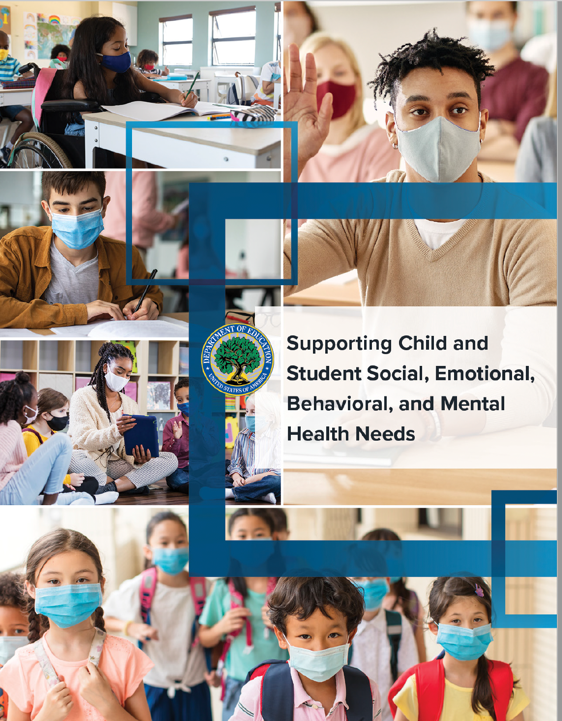 DEPARTMENT OF EDUCATION
UNITED STATES OF AMERICA
Supporting Child and
Student Social, Emotional,
Behavioral, and Mental
Health Needs